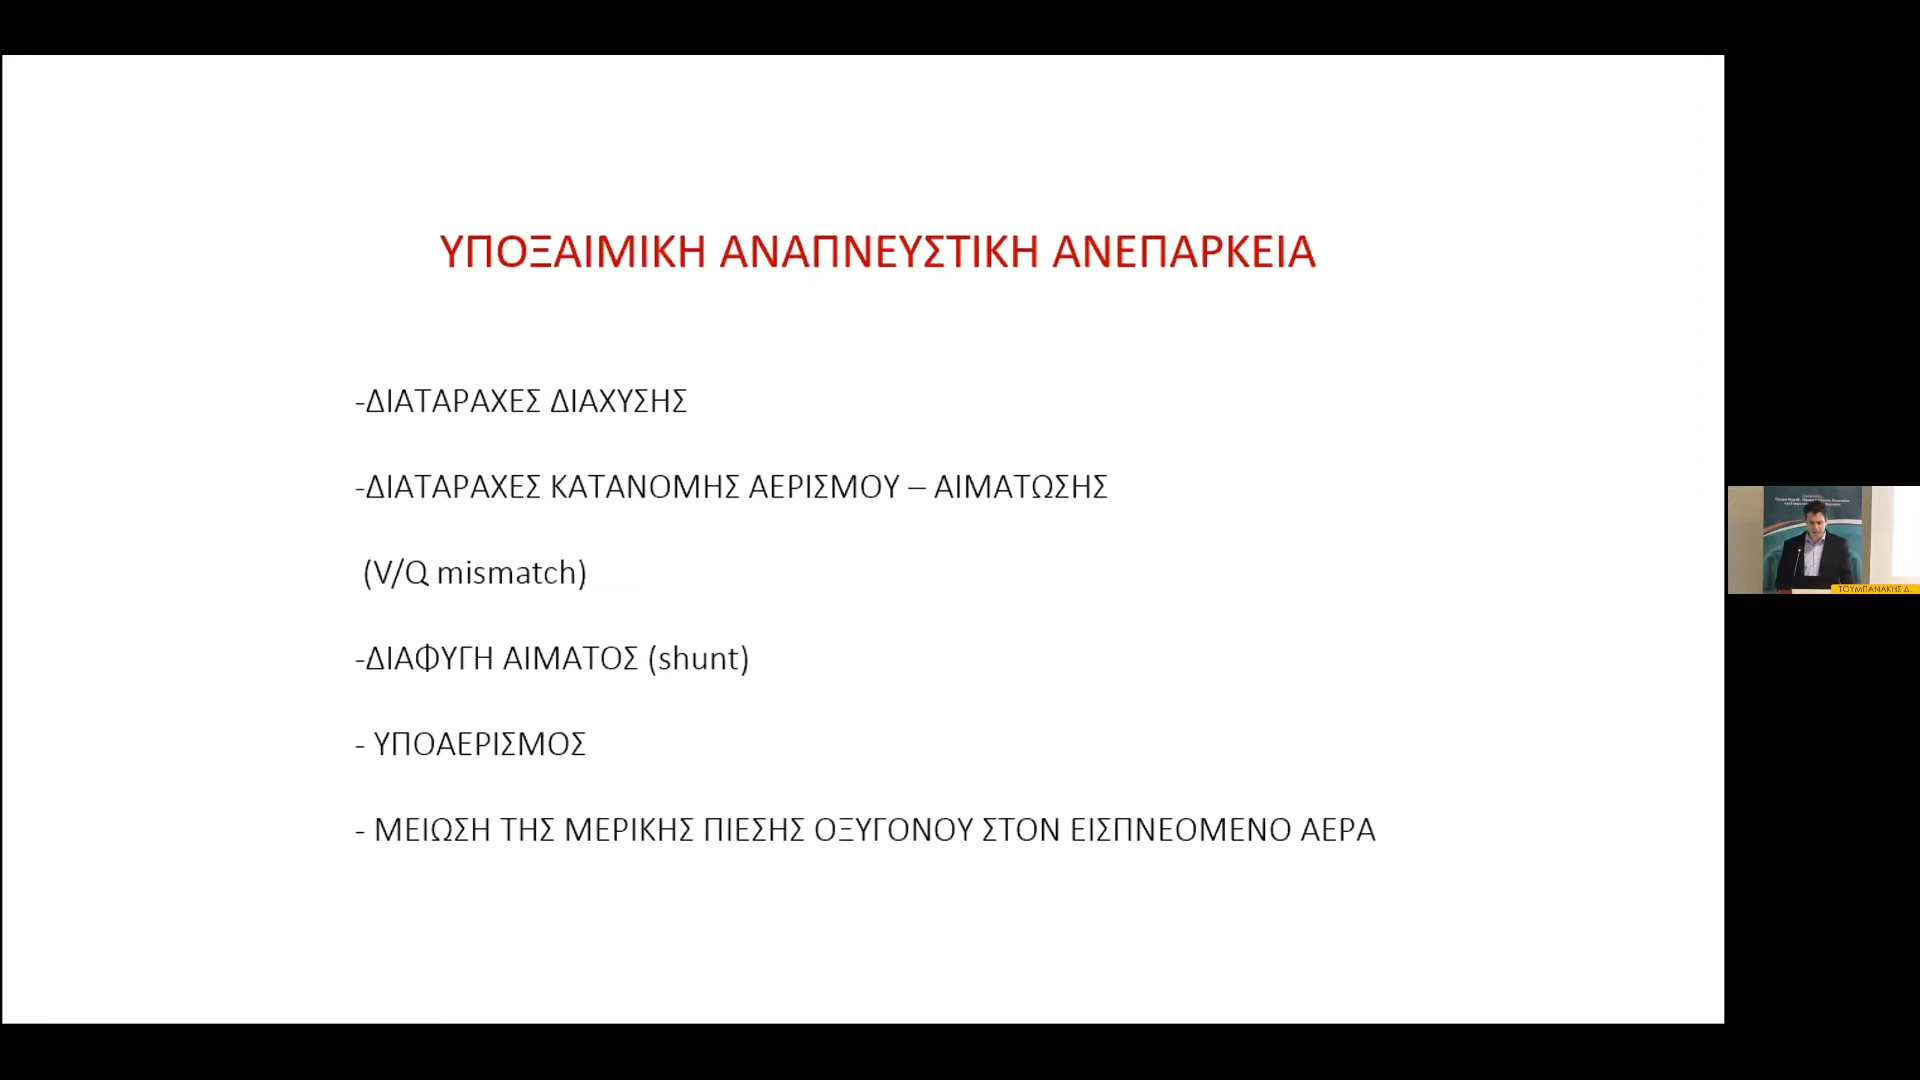 ΥΠΟΞΑΙΜΙΚΗ ΑΝΑΠΝΕΥΣΤΙΚΗ ΑΝΕΠΑΡΚΕΙΑ
-ΔΙΑΤΑΡΑΧΕΣ ΔΙΑΧΥΣΗΣ
-ΔΙΑΤΑΡΑΧΕΣ ΚΑΤΑΝΟΜΗΣ ΑΕΡΙΣΜΟΥ – ΑΙΜΑΤΩΣΗΣ
(V/Q mismatch)
-ΔΙΑΦΥΓΗ ΑΙΜΑΤΟΣ (shunt)
- ΥΠΟΑΕΡΙΣΜΟΣ
- ΜΕΙΩΣΗ ΤΗΣ ΜΕΡΙΚΗΣ ΠΙΕΣΗΣ ΟΞΥΓΟΝΟΥ ΣΤΟΝ ΕΙΣΠΝΕΟΜΕΝΟ ΑΕΡΑ
ΤΟΥΜΠΑΝΑΚΗΣ Δ.